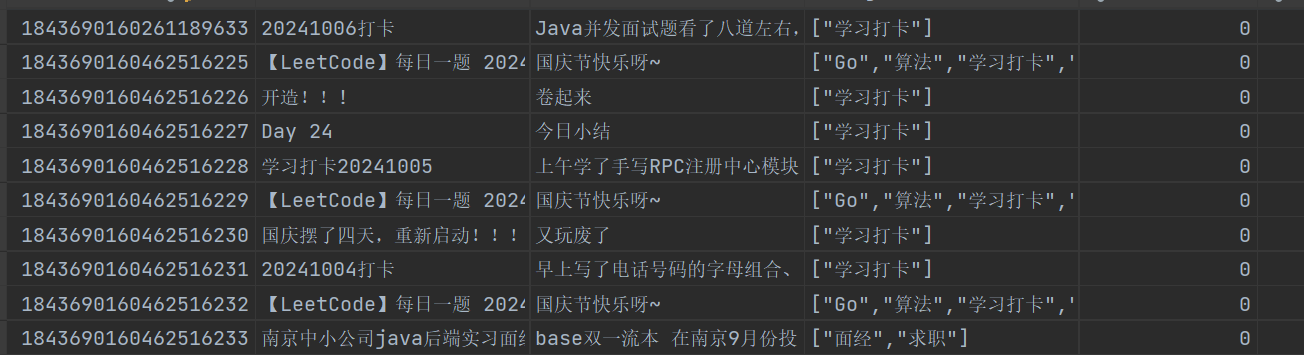 1843690160261189633 20241006打卡 Java并发面试题看了八道左右, ["学习打卡"] 0
1843690160462516225 【LeetCode】每日一题 2024 国庆节快乐呀~ ["Go","算法","学习打卡"," 0
1843690160462516226 开造!!! 卷起来 ["学习打卡"] 0
1843690160462516227 Day 24 今日小结 ["学习打卡"] 0
1843690160462516228 学习打卡20241005 上午学了手写RPC注册中心模块 ["学习打卡"] 0
1843690160462516229 【LeetCode】每日一题 2024 国庆节快乐呀~ ["Go","算法","学习打卡"," 0
1843690160462516230 国庆摆了四天,重新启动!!! 又玩废了 ["学习打卡"] 0
1843690160462516231 20241004打卡 早上写了电话号码的字母组合、 ["学习打卡"] 0
1843690160462516232 【LeetCode】每日一题 2024 国庆节快乐呀~ ["Go","算法","学习打卡"," 0
1843690160462516233 南京中小公司java后端实习面经 base双一流本 在南京9月份投 ["面经","求职"] 0